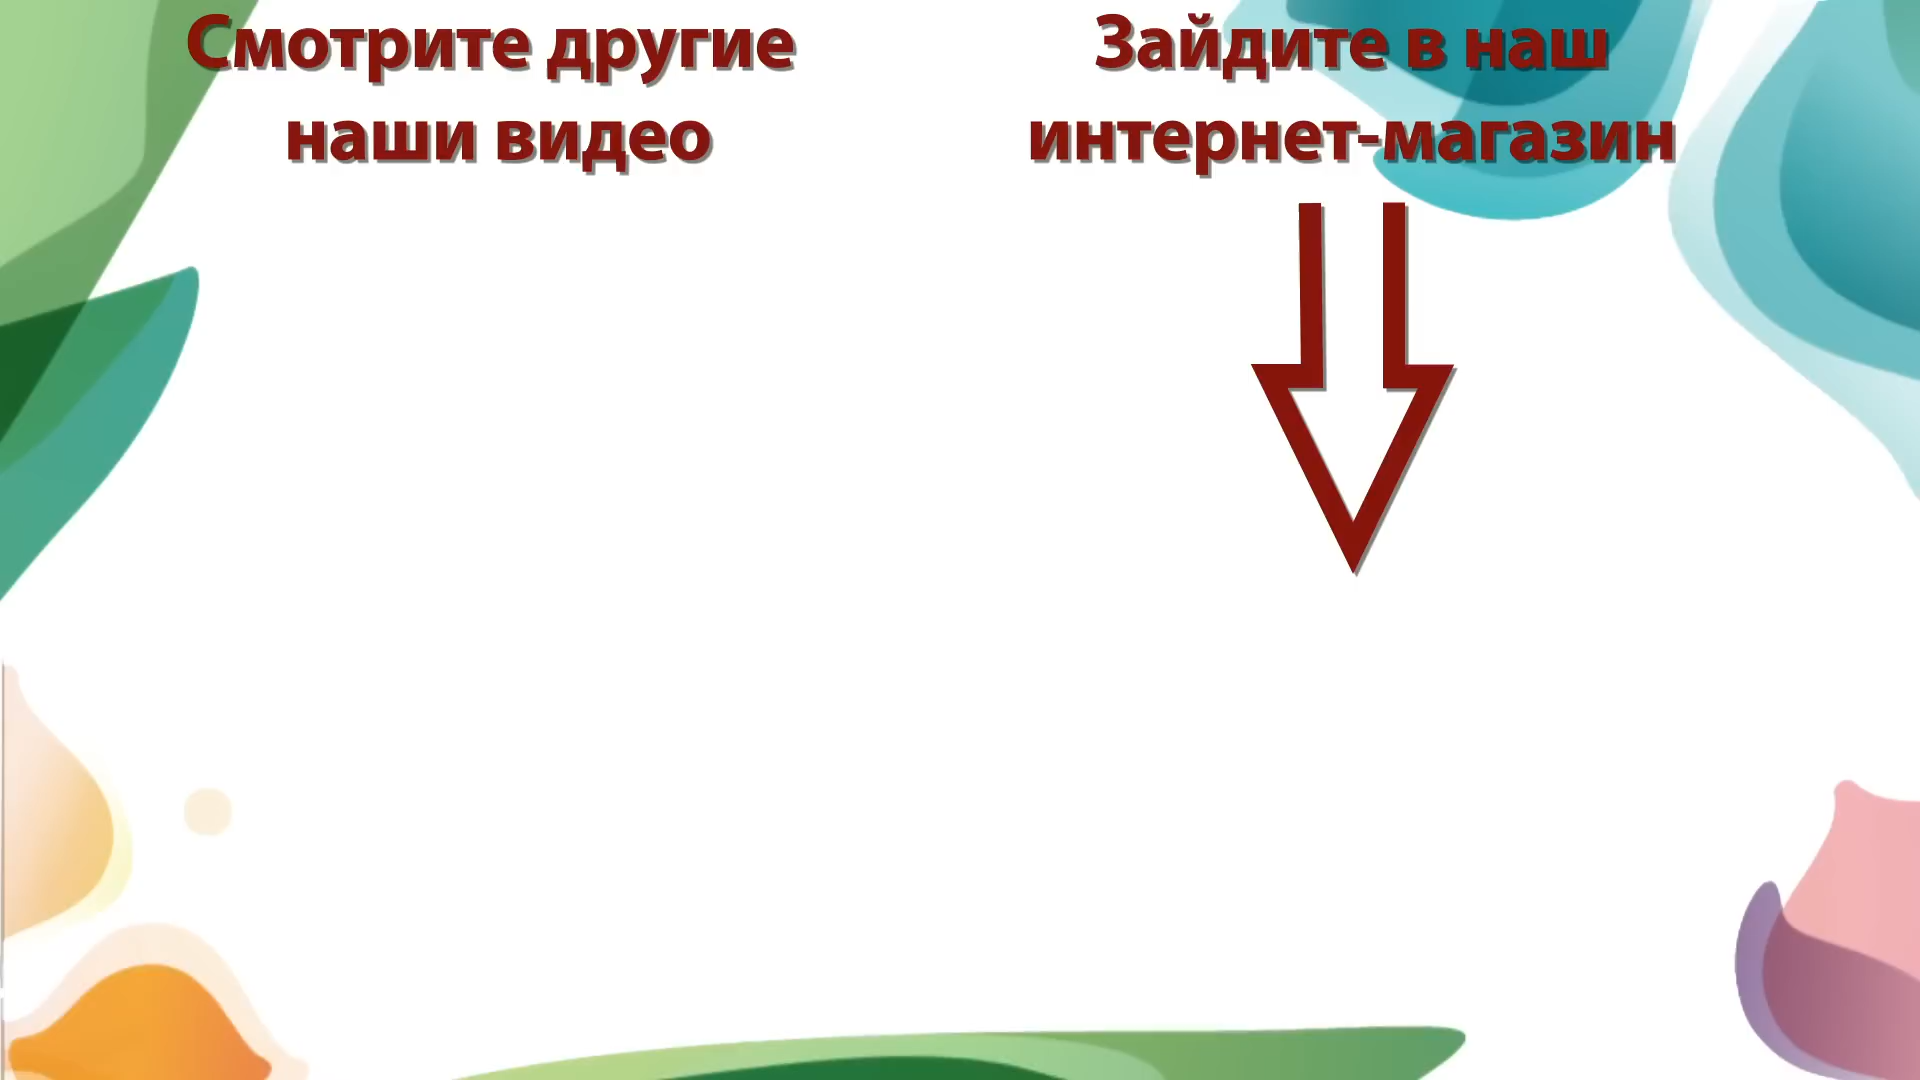 Смотрите другие
наши видео
Зайдите в наш
интернет-магазин